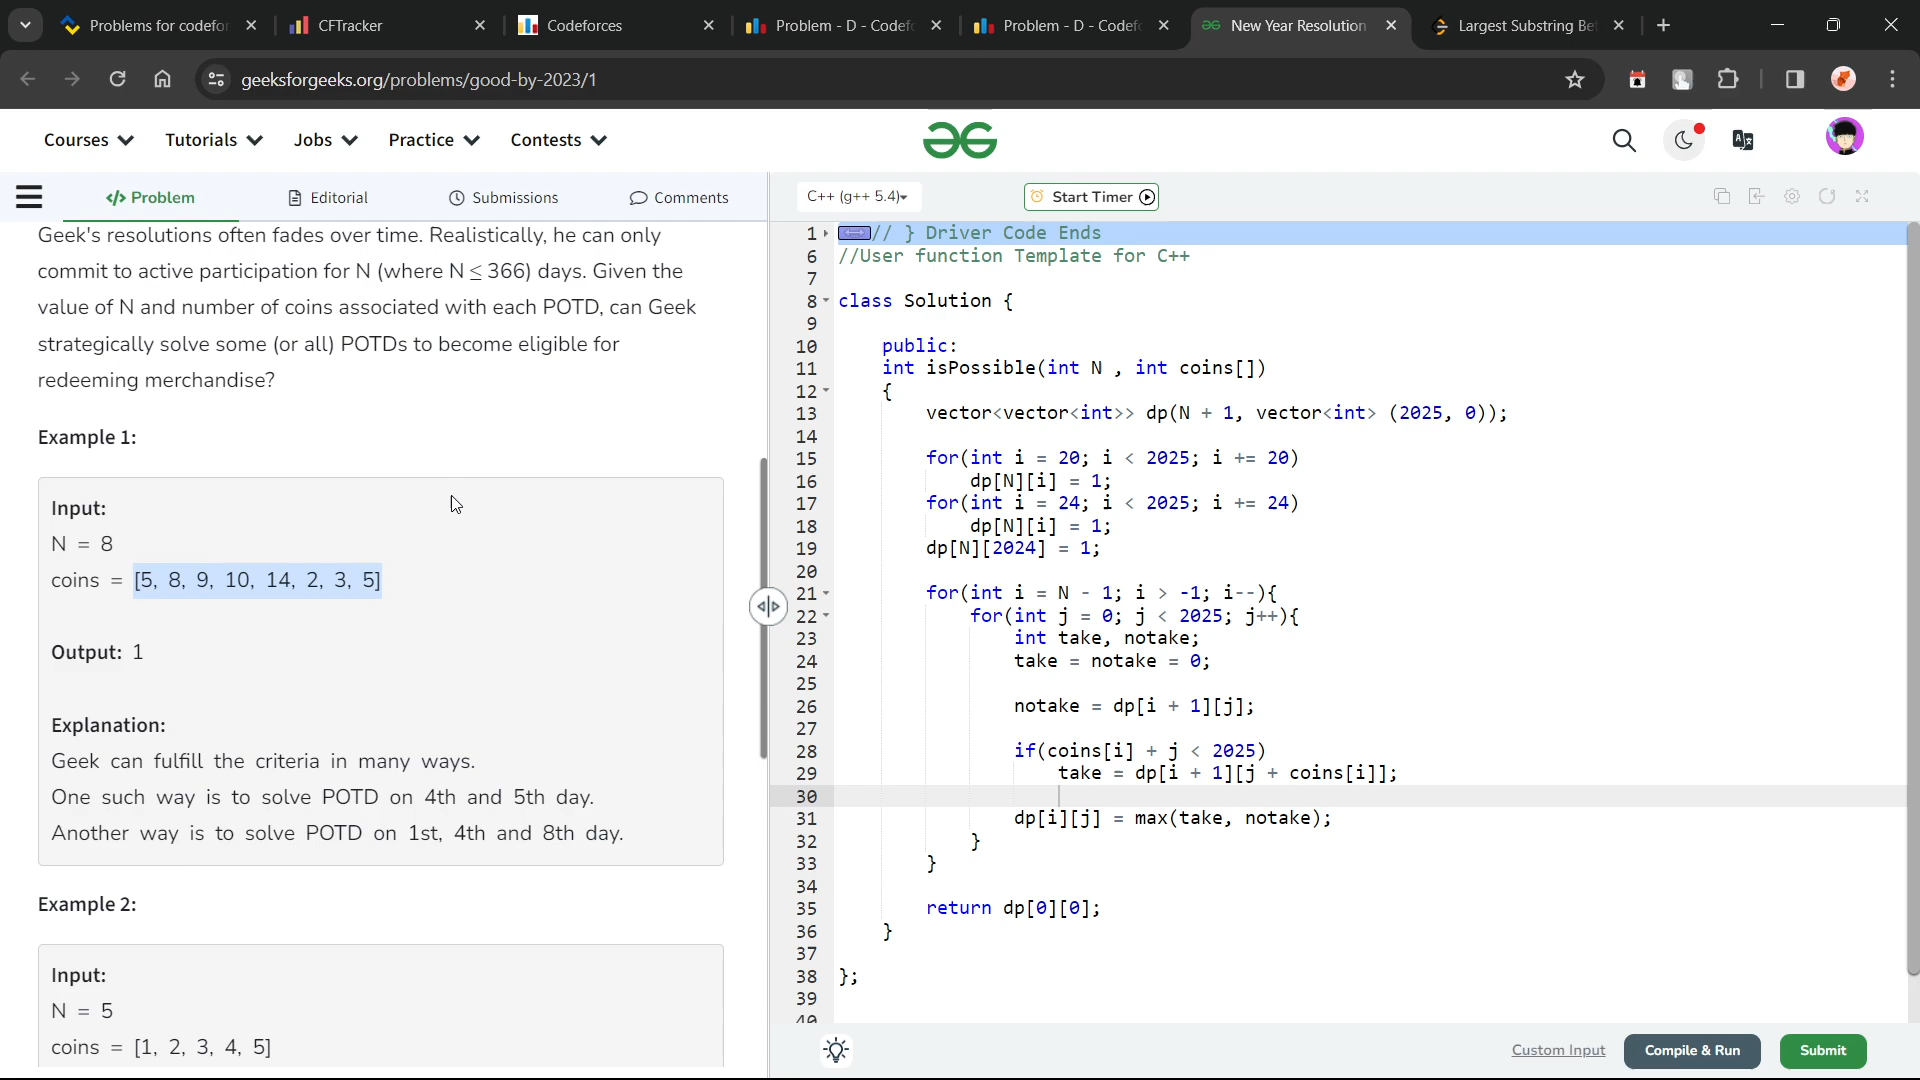 Problems for codefor
CFTracker
Codeforces
Problem - D - Codefo
Problem - D - Codefo
New Year Resolution
Largest Substring Be
geeksforgeeks.org/problems/good-by-2023/1
Courses Tutorials Jobs Practice Contests
</> Problem Editorial Submissions Comments
C++ (g++ 5.4)
Start Timer
Geek's resolutions often fades over time. Realistically, he can only
commit to active participation for N (where N ≤ 366) days. Given the
value of N and number of coins associated with each POTD, can Geek
strategically solve some (or all) POTDs to become eligible for
redeeming merchandise?
Example 1:
Input:
N = 8
coins = [5, 8, 9, 10, 14, 2, 3, 5]
Output: 1
Explanation:
Geek can fulfill the criteria in many ways.
One such way is to solve POTD on 4th and 5th day.
Another way is to solve POTD on 1st, 4th and 8th day.
Example 2:
Input:
N = 5
coins = [1, 2, 3, 4, 5]
1 // } Driver Code Ends
6 //User function Template for C++
7
8 class Solution {
9
10 public:
11 int isPossible(int N , int coins[])
12 {
13 vector<vector<int>> dp(N + 1, vector<int> (2025, 0));
14
15 for(int i = 20; i < 2025; i += 20)
16 dp[N][i] = 1;
17 for(int i = 24; i < 2025; i += 24)
18 dp[N][i] = 1;
19 dp[N][2024] = 1;
20
21 for(int i = N - 1; i > -1; i--){
22 for(int j = 0; j < 2025; j++){
23 int take, notake;
24 take = notake = 0;
25
26 notake = dp[i + 1][j];
27
28 if(coins[i] + j < 2025)
29 take = dp[i + 1][j + coins[i]];
30
31 dp[i][j] = max(take, notake);
32 }
33 }
34
35 return dp[0][0];
36 }
37
38 };
39
40
Custom Input
Compile & Run
Submit